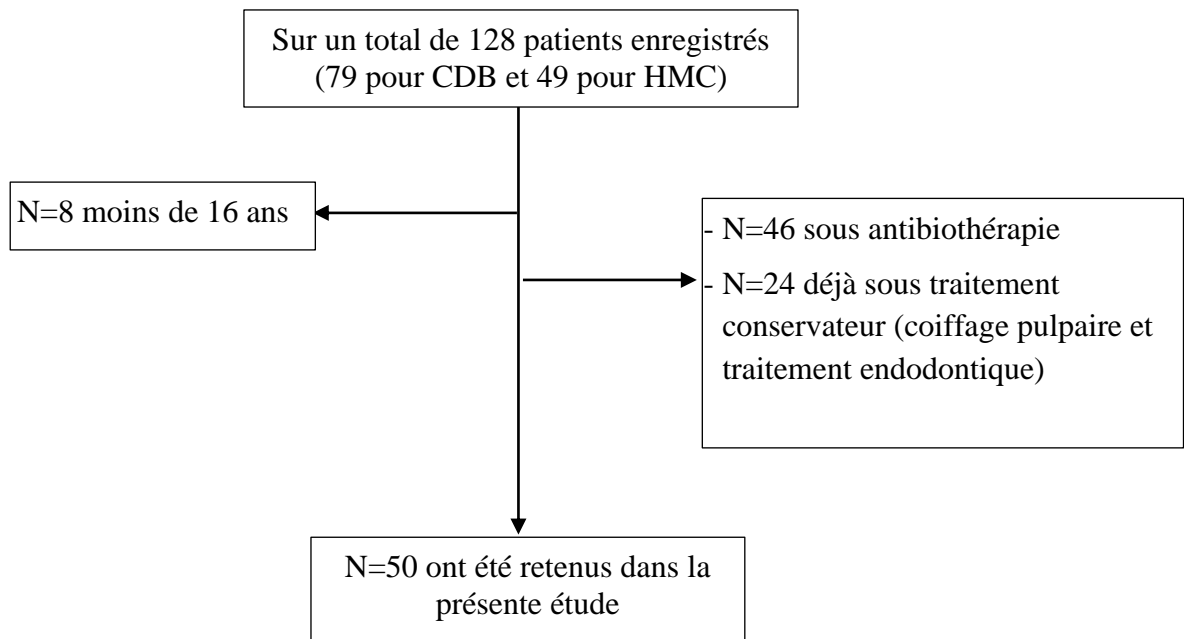 Sur un total de 128 patients enregistrés
(79 pour CDB et 49 pour HMC)
N=8 moins de 16 ans
- N=46 sous antibiothérapie
- N=24 déjà sous traitement
conservateur (coiffage pulpaire et
traitement endodontique)
N=50 ont été retenus dans la
présente étude